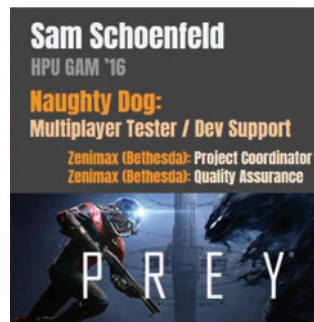 Sam Schoenfeld
HPU GAM '16
Naughty Dog:
Multiplayer Tester / Dev Support
Zenimax (Bethesda): Project Coordinator
Zenimax (Bethesda): Quality Assurance
PREY